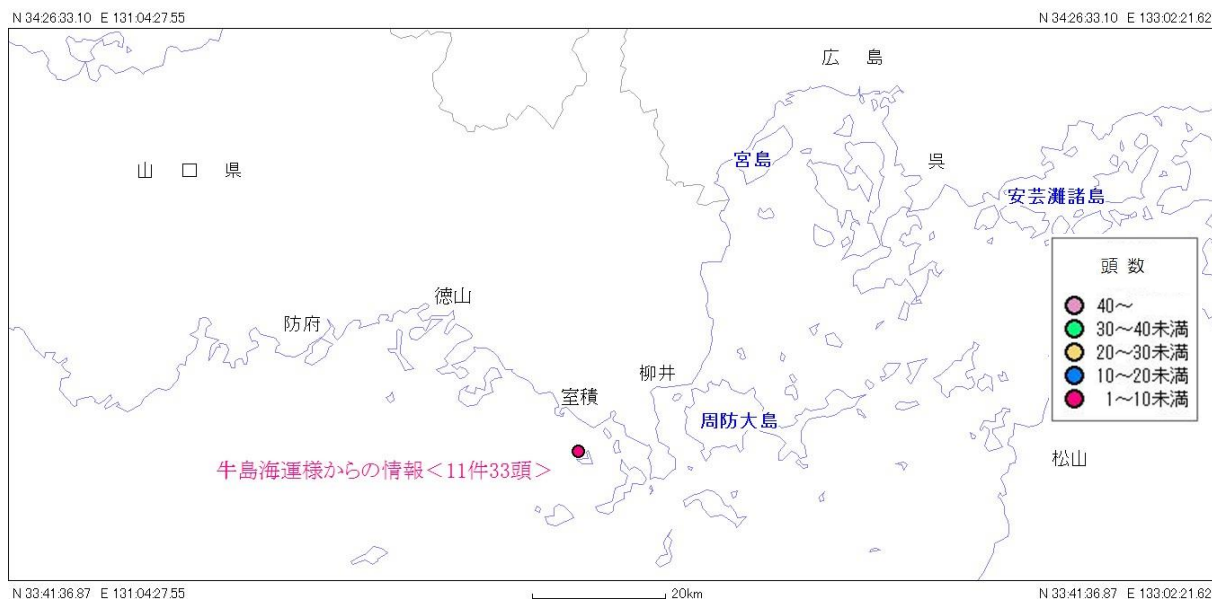 N 34:26:33.10 E 131:04:27.55
N 34:26:33.10 E 133:02:21.62
広 島
山 口 県
宮島
呉
安芸灘諸島
頭 数
40～
30～40未満
20～30未満
10～20未満
1～10未満
徳山
防府
柳井
室積
周防大島
牛島海運様からの情報＜11件33頭＞
松山
N 33:41:36.87 E 131:04:27.55
20km
N 33:41:36.87 E 133:02:21.62